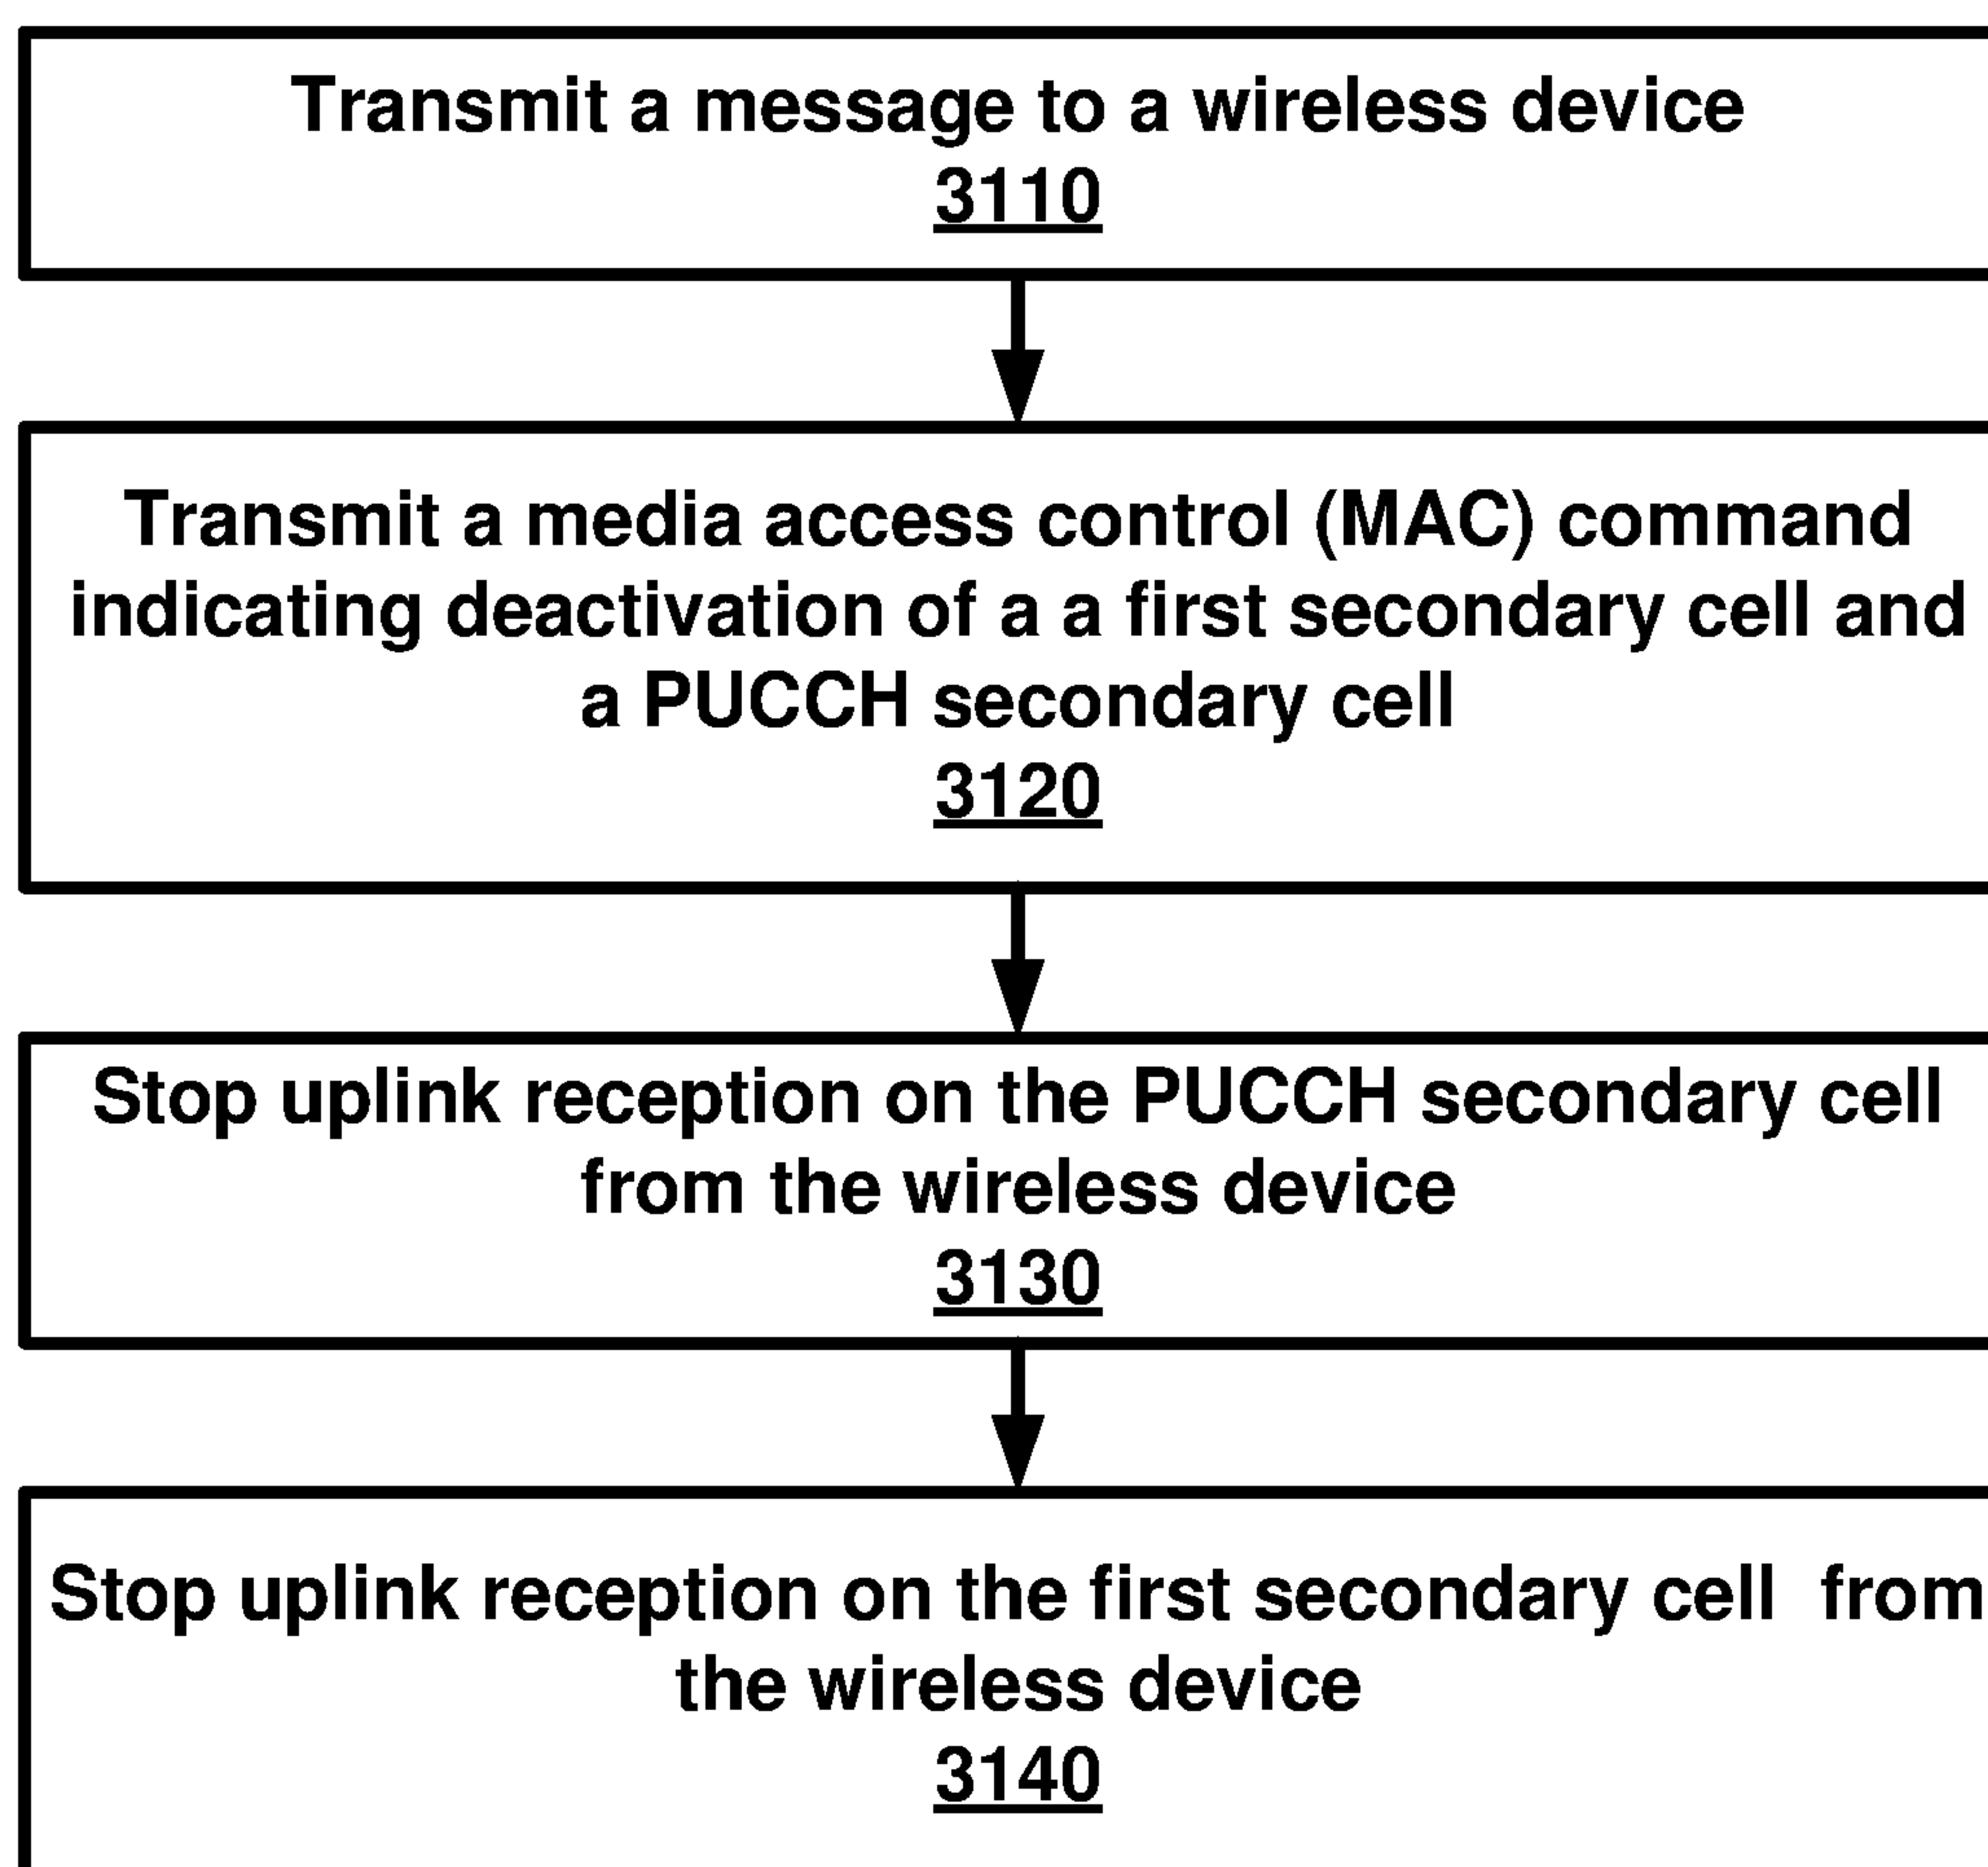 Transmit a message to a wireless device
3110
Transmit a media access control (MAC) command
indicating deactivation of a a first secondary cell and
a PUCCH secondary cell
3120
Stop uplink reception on the PUCCH secondary cell
from the wireless device
3130
Stop uplink reception on the first secondary cell from
the wireless device
3140